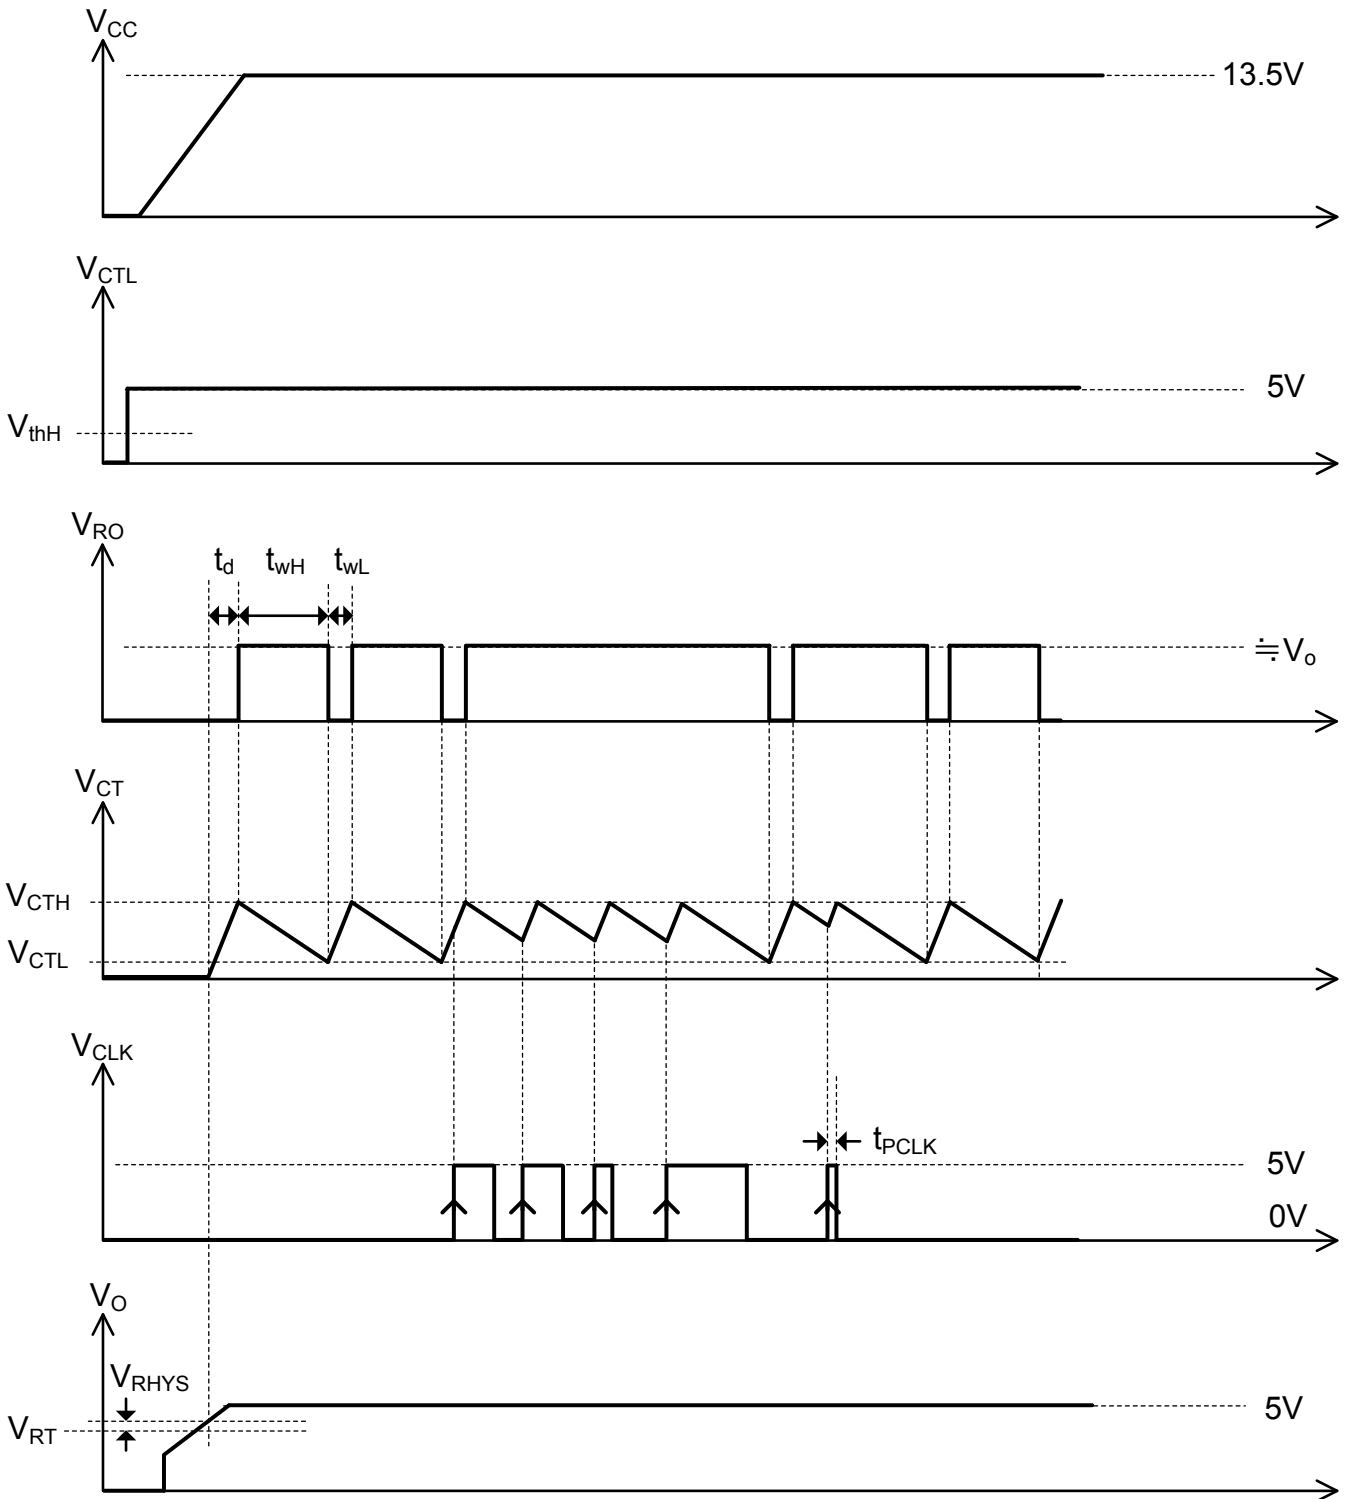 VCC
13.5V
VCTL
5V
VthH
VRO
td twH twL
≒Vo
VCT
VCTH
VCTL
VCLK
tPCLK
5V
0V
VO
VRHYS
5V
VRT